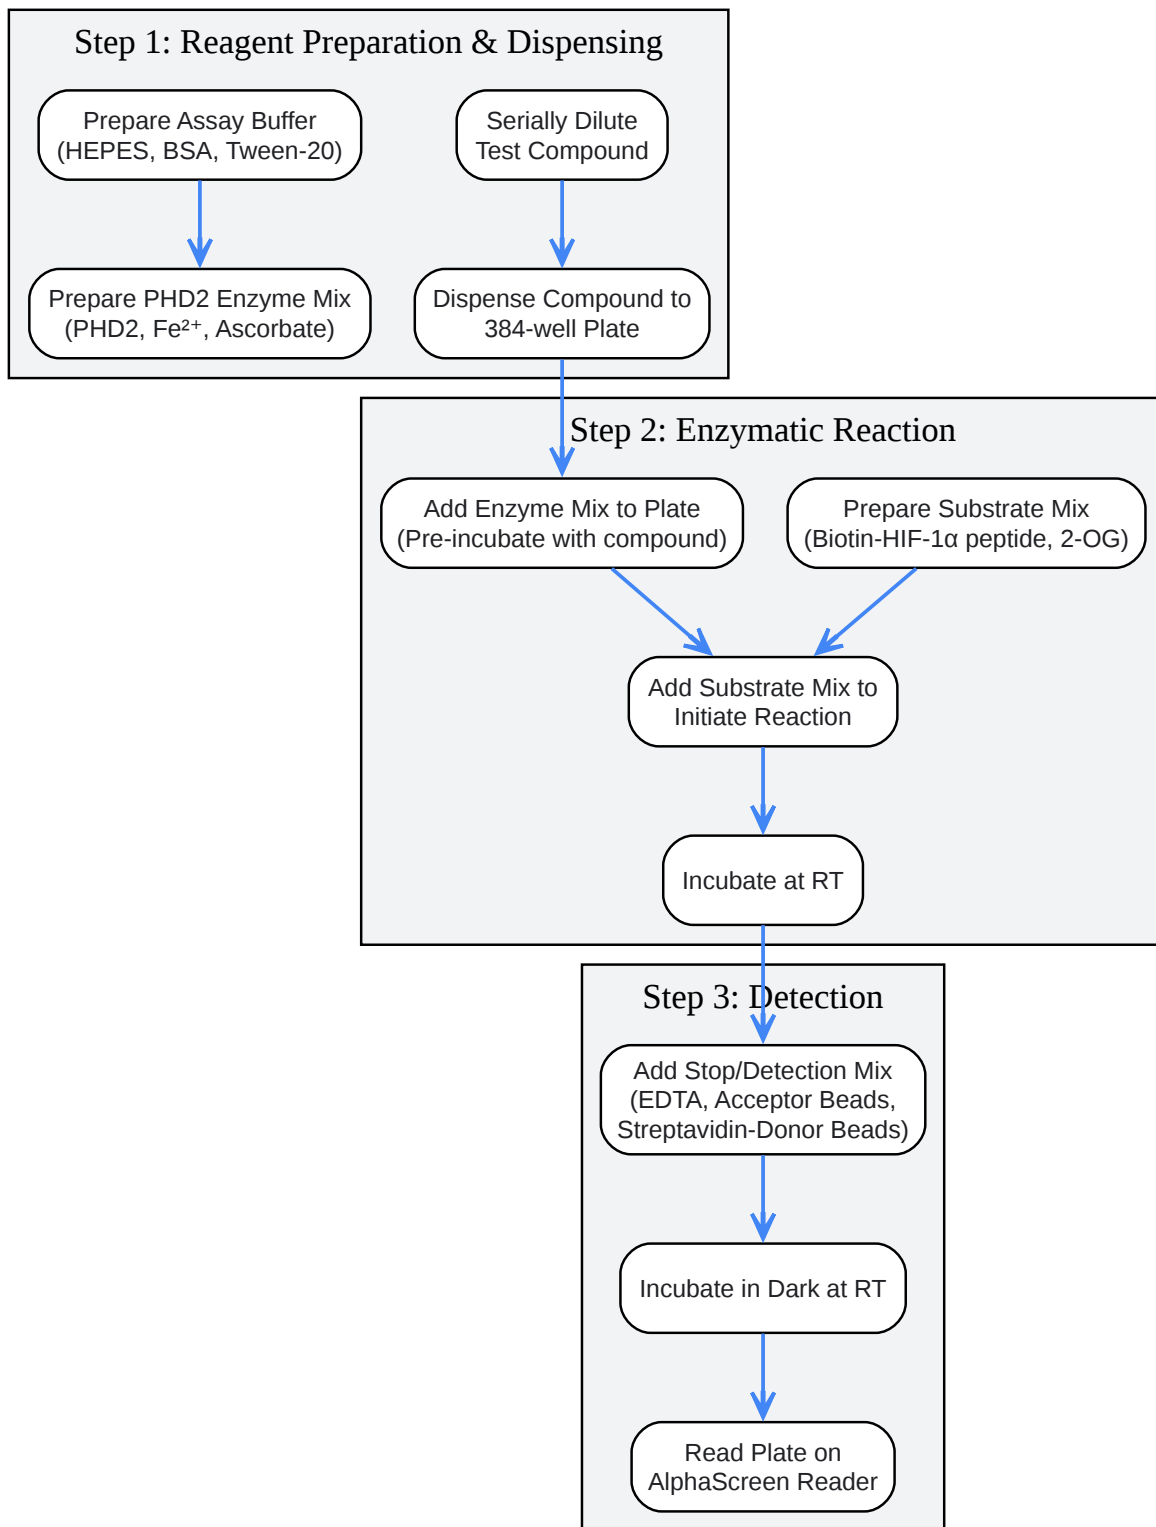 Step 1: Reagent Preparation & Dispensing
Prepare Assay Buffer
(HEPES, BSA, Tween-20)
Serially Dilute
Test Compound
Prepare PHD2 Enzyme Mix
(PHD2, Fe²⁺, Ascorbate)
Dispense Compound to
384-well Plate
Step 2: Enzymatic Reaction
Add Enzyme Mix to Plate
(Pre-incubate with compound)
Prepare Substrate Mix
(Biotin-HIF-1α peptide, 2-OG)
Add Substrate Mix to
Initiate Reaction
Incubate at RT
Step 3: Detection
Add Stop/Detection Mix
(EDTA, Acceptor Beads,
Streptavidin-Donor Beads)
Incubate in Dark at RT
Read Plate on
AlphaScreen Reader